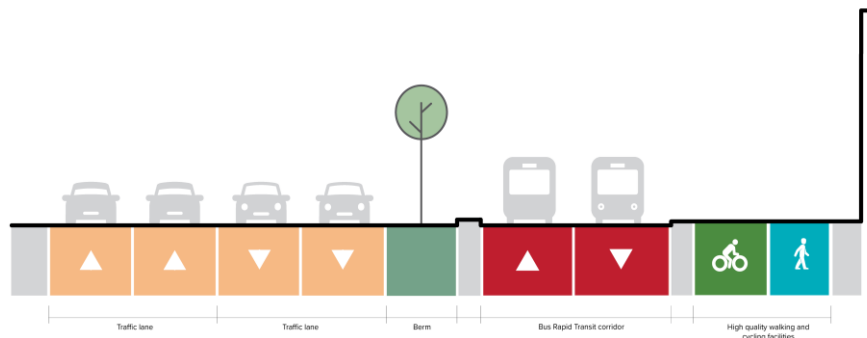 Traffic lane
Traffic lane
Berm
Bus Rapid Transit corridor
High quality walking and
cycling facilities